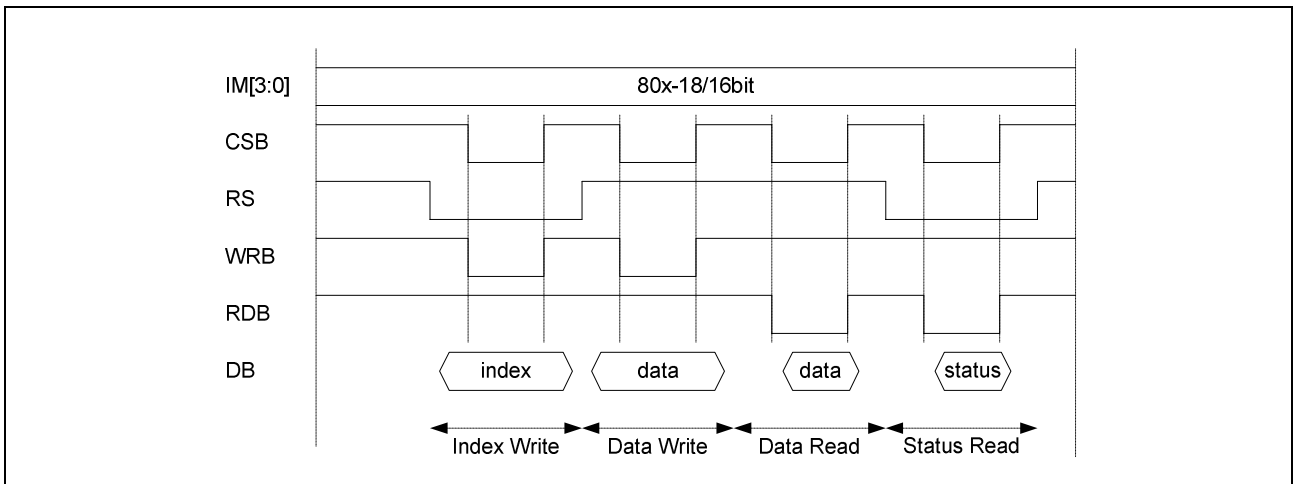 IM[3:0] 80x-18/16bit
CSB
RS
WRB
RDB
DB index data data status
Index Write Data Write Data Read Status Read